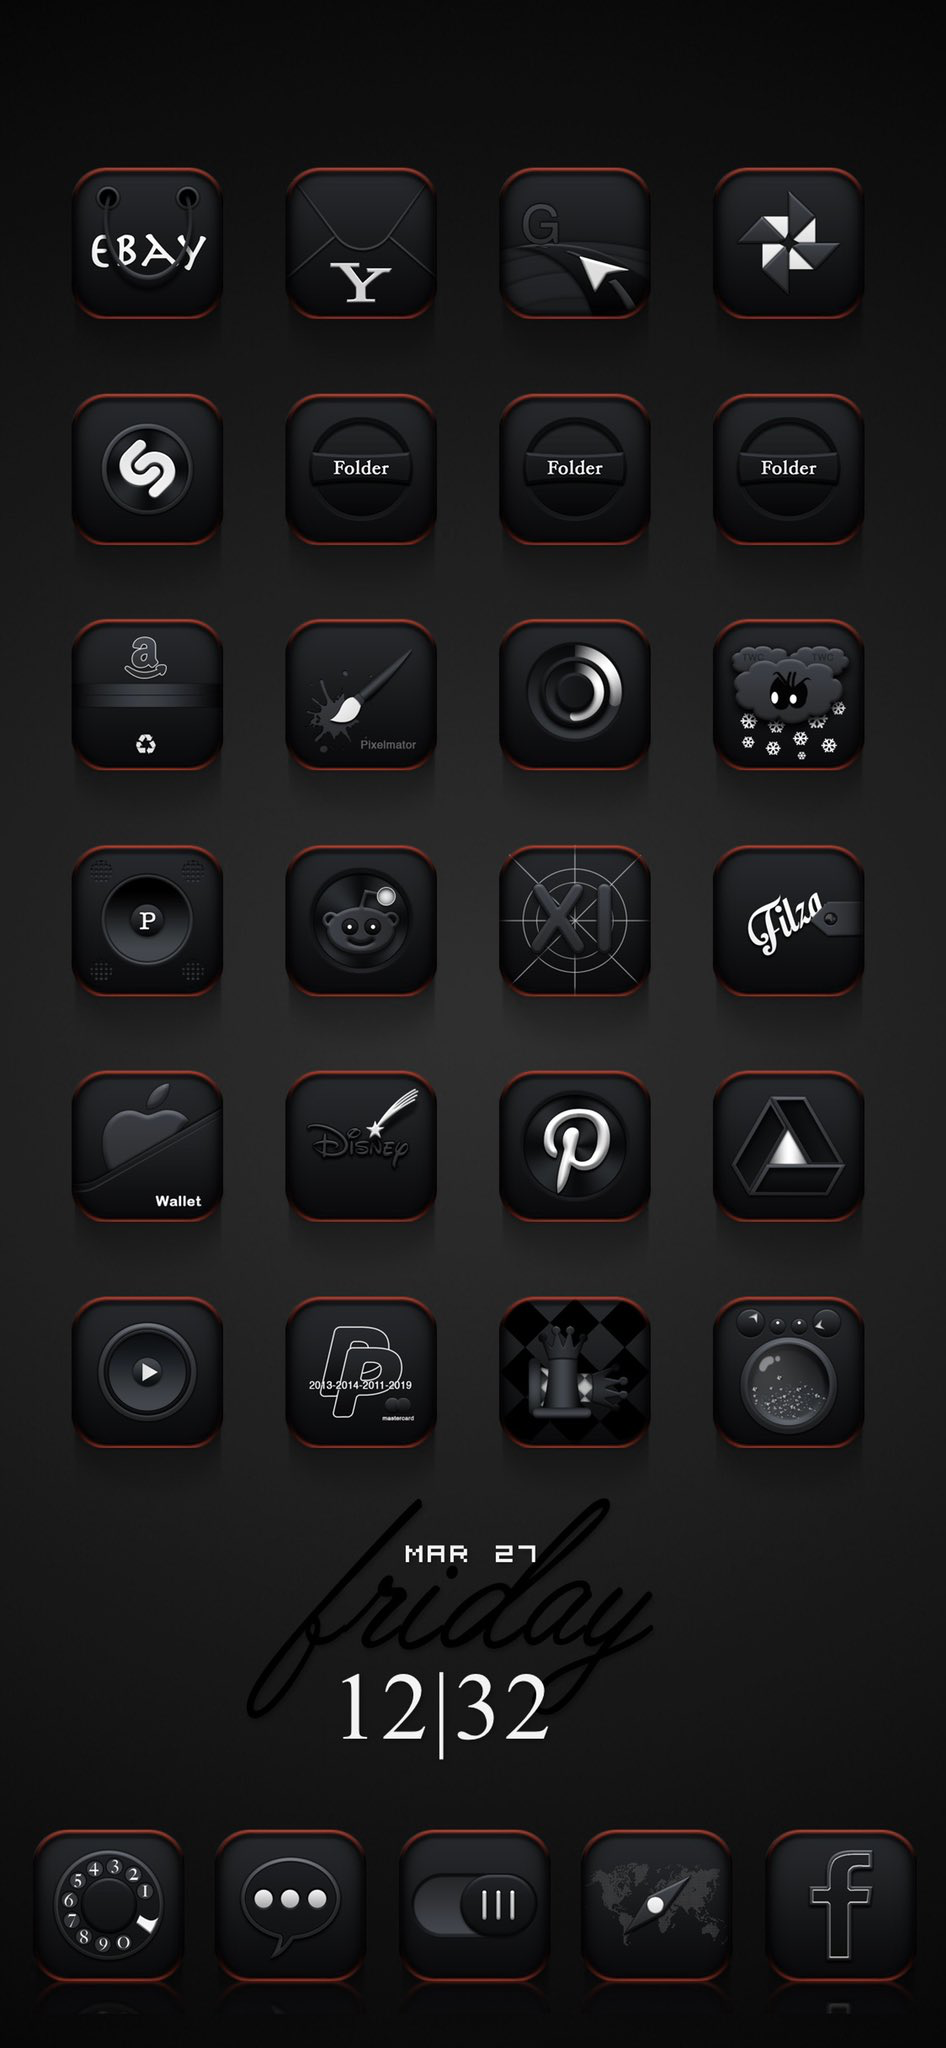 EBAY
Y
G
Folder
Folder
Folder
a
Pixelmator
TWC TWC
P
XI
Filza
Wallet
Disney
P
PP
2013-2014-2011-2019
mastercard
MAR 27
friday
12|32
1
2
3
4
5
6
7
8
9
0
f